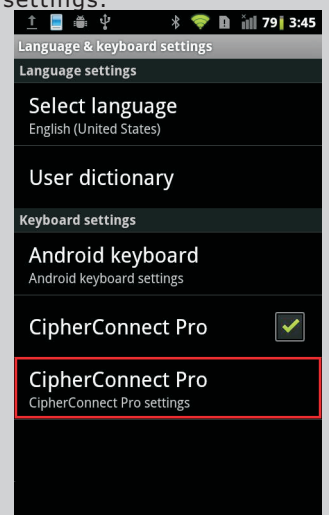 settings.
79 3:45
Language & keyboard settings
Language settings
Select language
English (United States)
User dictionary
Keyboard settings
Android keyboard
Android keyboard settings
CipherConnect Pro
CipherConnect Pro
CipherConnect Pro settings